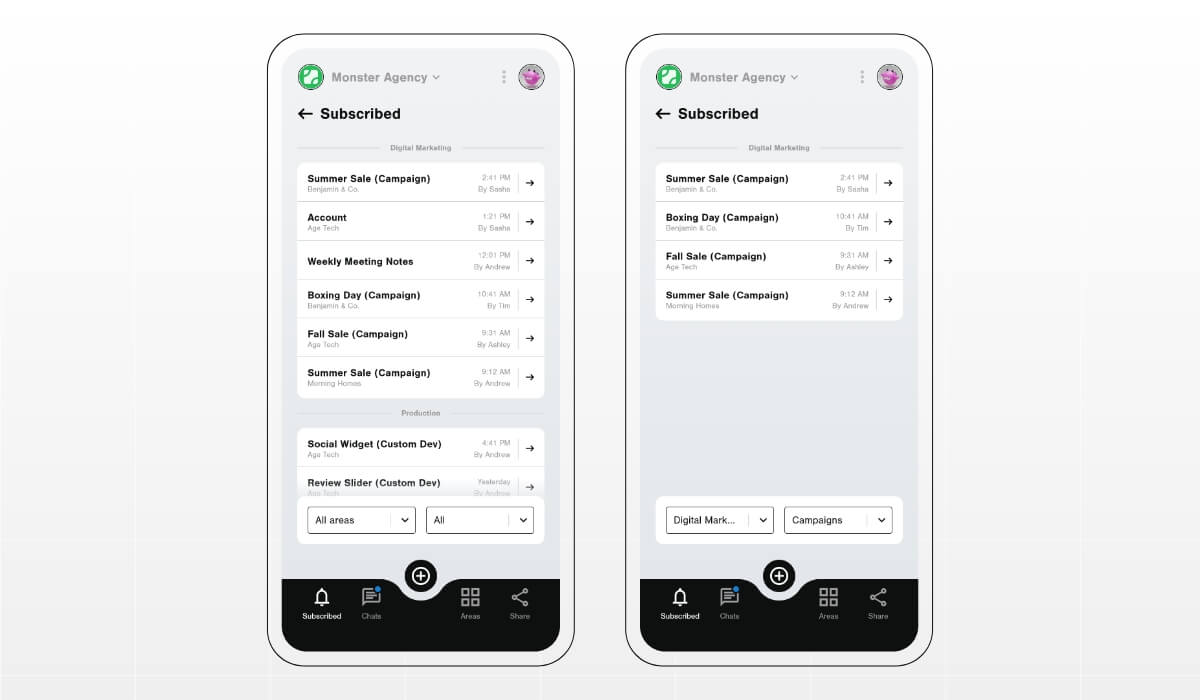 Monster Agency
Subscribed
Digital Marketing
Summer Sale (Campaign)
Benjamin & Co.
2:41 PM
By Sasha
Account
Age Tech
1:21 PM
By Sasha
Weekly Meeting Notes
12:01 PM
By Andrew
Boxing Day (Campaign)
Benjamin & Co.
10:41 AM
By Tim
Fall Sale (Campaign)
Age Tech
9:31 AM
By Ashley
Summer Sale (Campaign)
Morning Homes
9:12 AM
By Andrew
Production
Social Widget (Custom Dev)
Age Tech
4:41 PM
By Andrew
Review Slider (Custom Dev)
Age Tech
Yesterday
By Andrew
All areas
All
Subscribed
Chats
Areas
Share
Monster Agency
Subscribed
Digital Marketing
Summer Sale (Campaign)
Benjamin & Co.
2:41 PM
By Sasha
Boxing Day (Campaign)
Benjamin & Co.
10:41 AM
By Tim
Fall Sale (Campaign)
Age Tech
9:31 AM
By Ashley
Summer Sale (Campaign)
Morning Homes
9:12 AM
By Andrew
Digital Mark...
Campaigns
Subscribed
Chats
Areas
Share